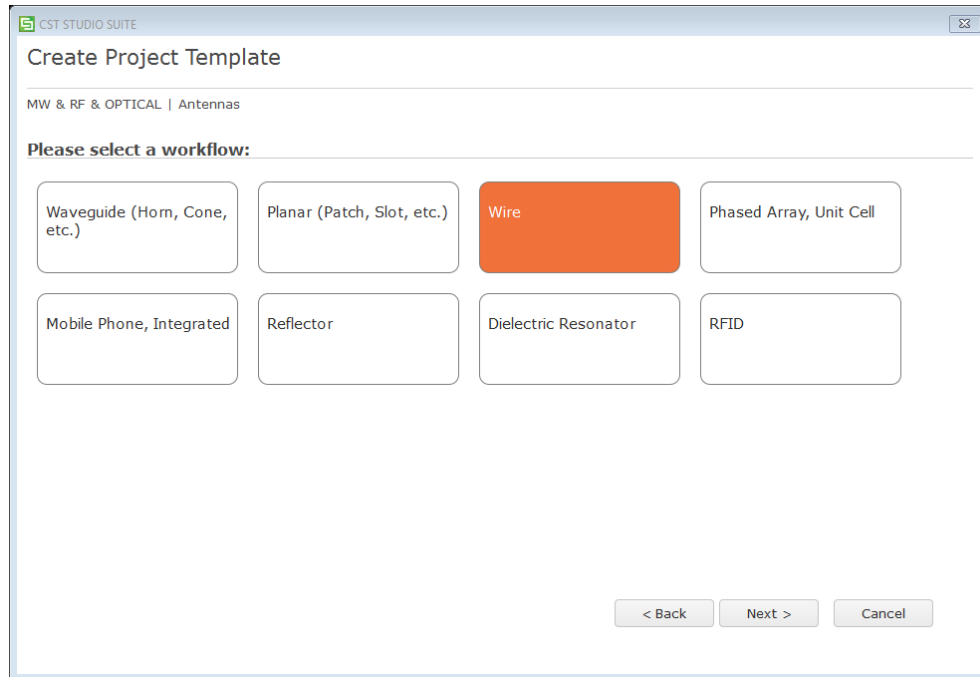 CST STUDIO SUITE
Create Project Template
MW & RF & OPTICAL | Antennas
Please select a workflow:
Waveguide (Horn, Cone,
etc.)
Planar (Patch, Slot, etc.)
Wire
Phased Array, Unit Cell
Mobile Phone, Integrated
Reflector
Dielectric Resonator
RFID
< Back
Next >
Cancel